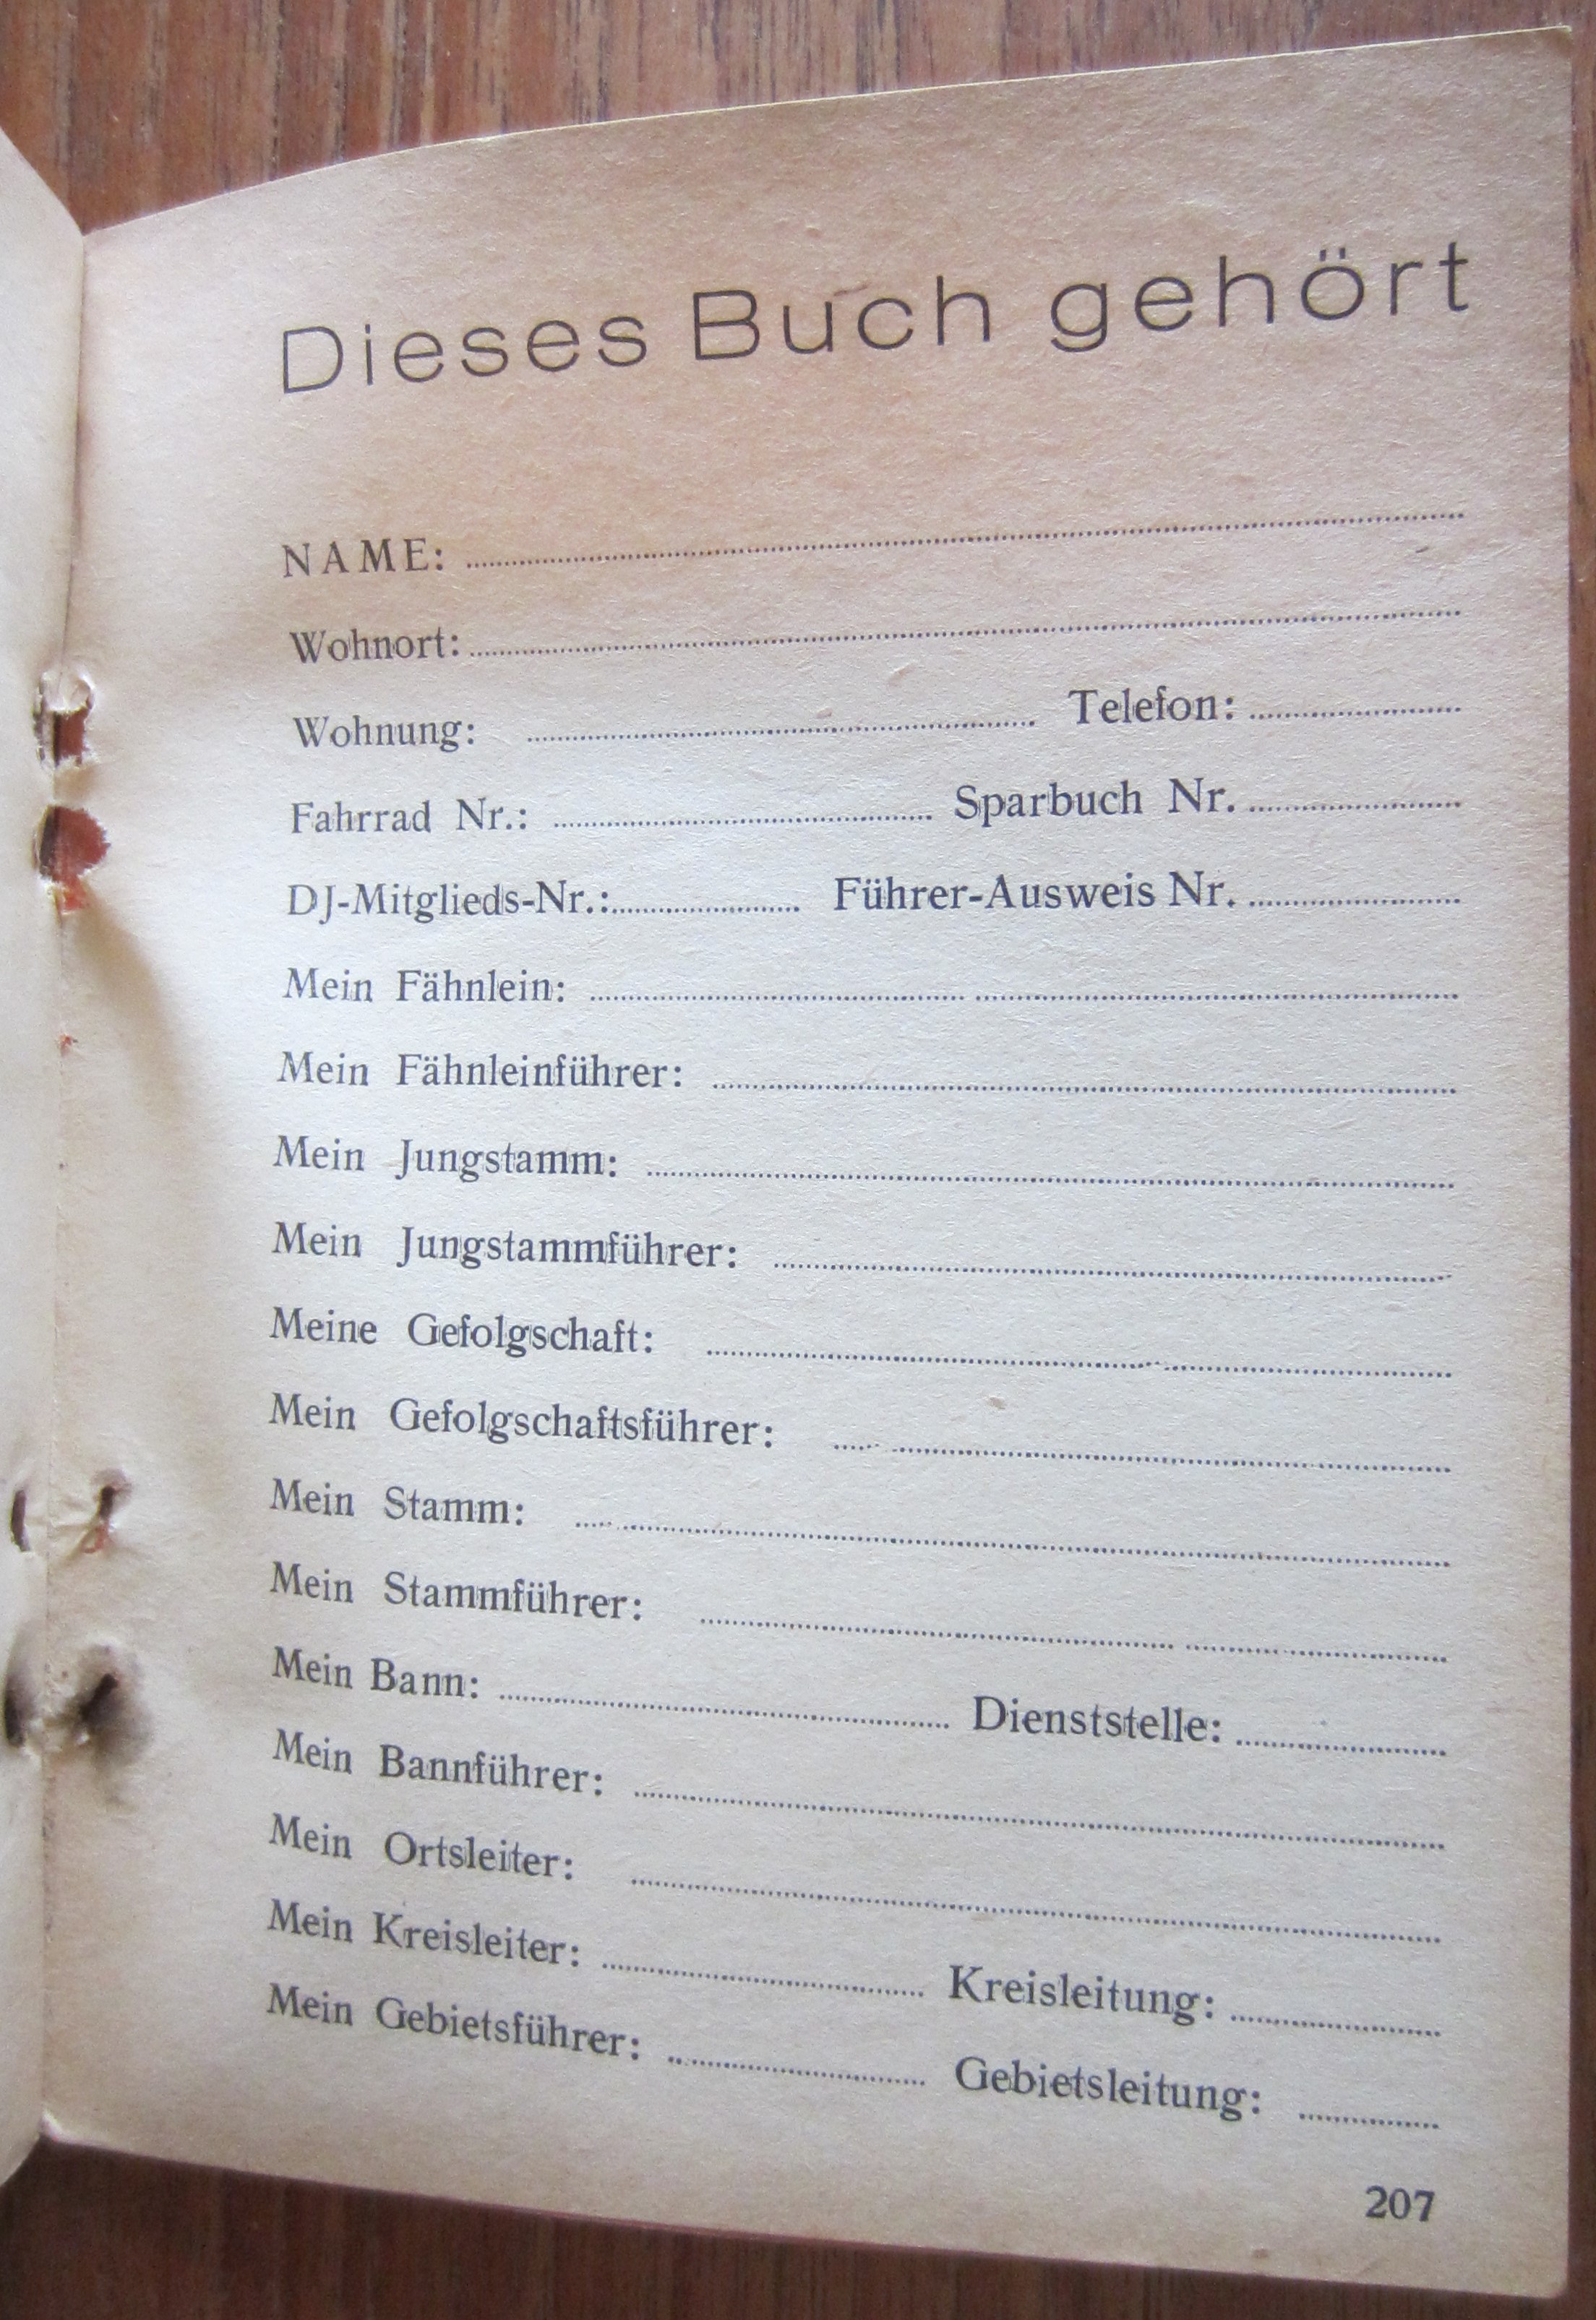 Dieses Buch gehört
NAME:
Wohnort:
Wohnung: Telefon:
Fahrrad Nr.: Sparbuch Nr.
DJ-Mitglieds-Nr.: Führer-Ausweis Nr.
Mein Fähnlein:
Mein Fähnleinführer:
Mein Jungstamm:
Mein Jungstammführer:
Meine Gefolgschaft:
Mein Gefolgschaftsführer:
Mein Stamm:
Mein Stammführer:
Mein Bann: Dienststelle:
Mein Bannführer:
Mein Ortsleiter:
Mein Kreisleiter: Kreisleitung:
Mein Gebietsführer: Gebietsleitung:
207